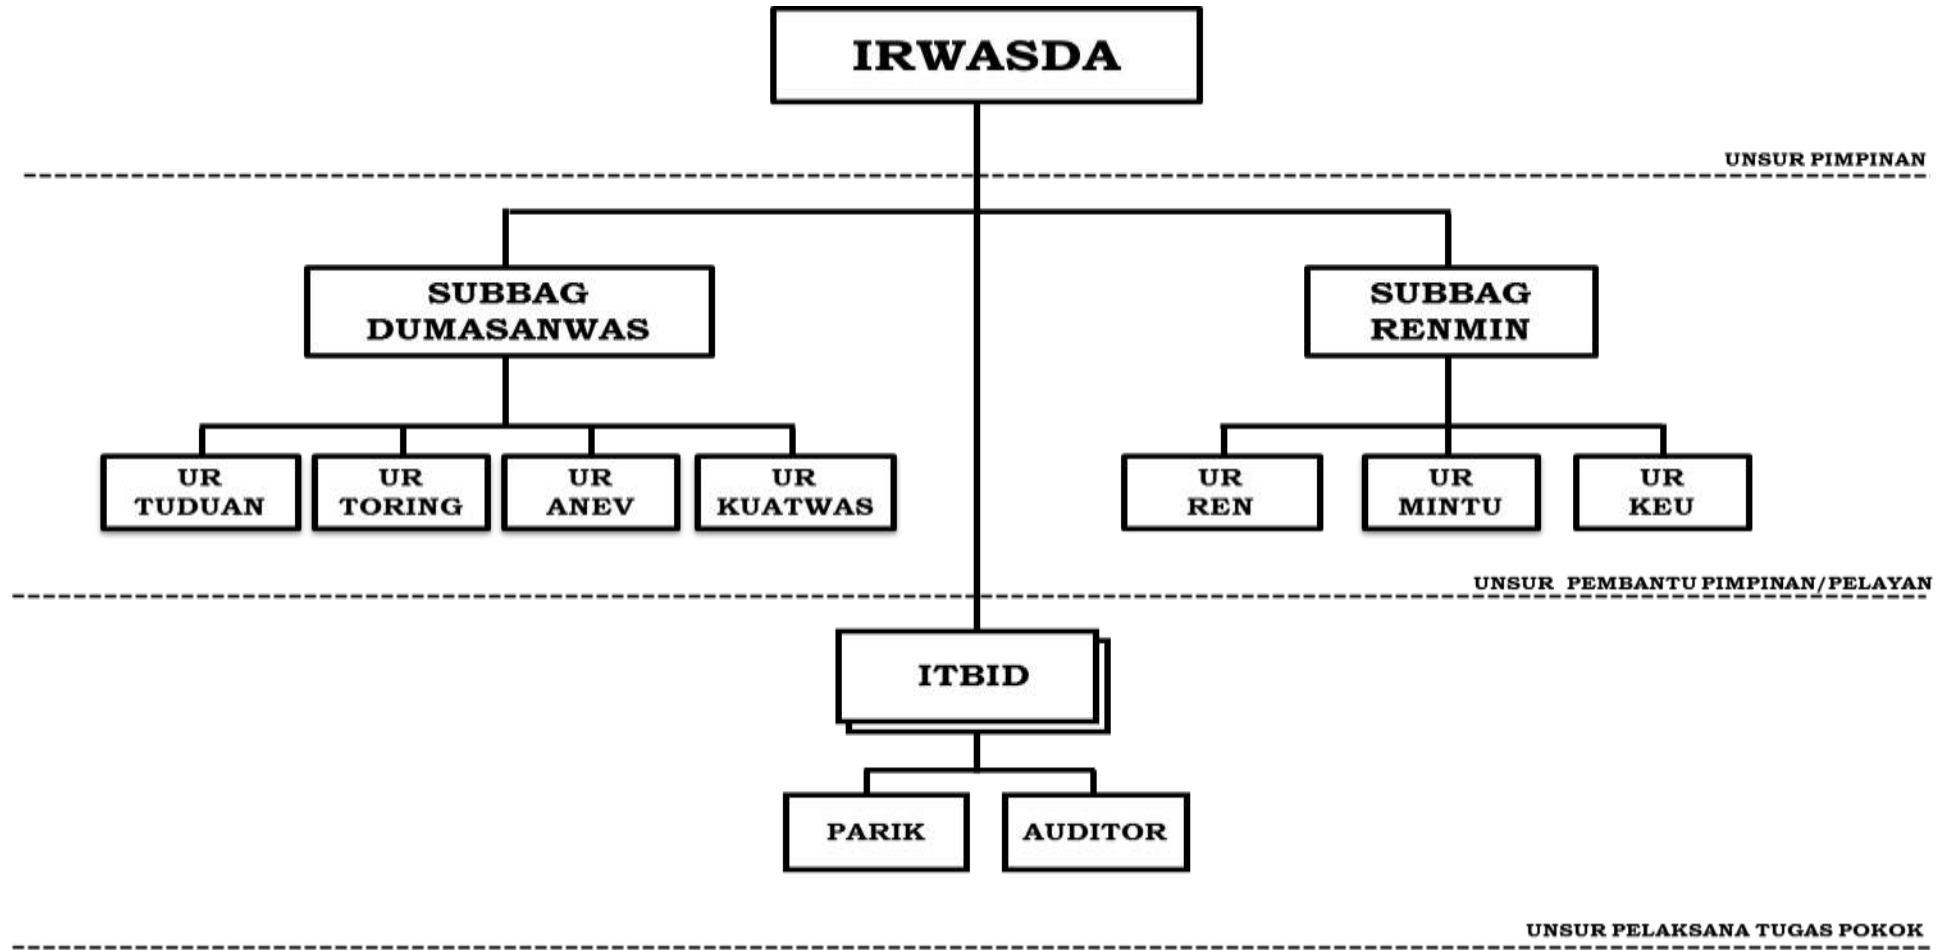 IRWASDA
UNSUR PIMPINAN
SUBBAG
DUMASANWAS
SUBBAG
RENMIN
UR
TUDUAN
UR
TORING
UR
ANEV
UR
KUATWAS
UR
REN
UR
MINTU
UR
KEU
UNSUR PEMBANTU PIMPINAN/PELAYAN
ITBID
PARIK
AUDITOR
UNSUR PELAKSANA TUGAS POKOK